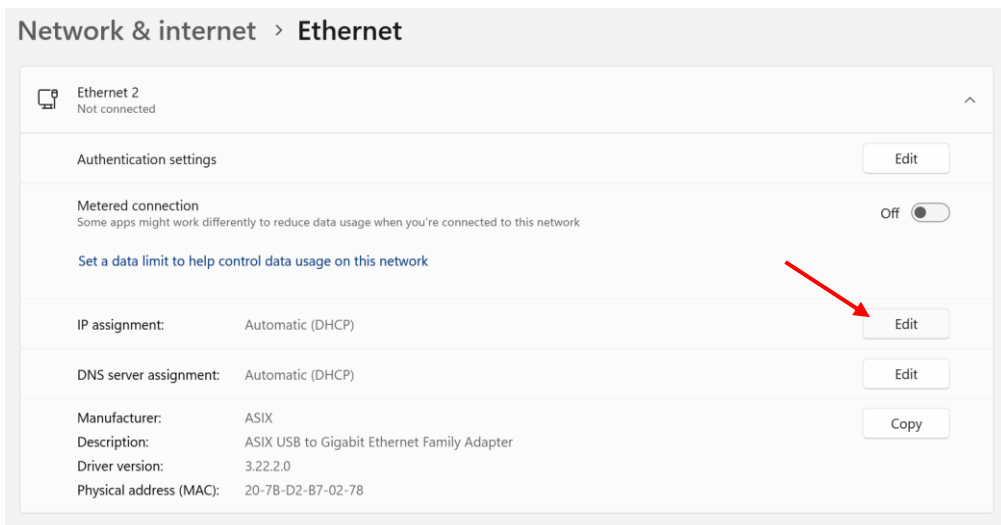 Network & internet > Ethernet
Ethernet 2
Not connected
Authentication settings Edit
Metered connection
Some apps might work differently to reduce data usage when you're connected to this network
Off
Set a data limit to help control data usage on this network
IP assignment: Automatic (DHCP) Edit
DNS server assignment: Automatic (DHCP) Edit
Manufacturer: ASIX Copy
Description: ASIX USB to Gigabit Ethernet Family Adapter
Driver version: 3.22.2.0
Physical address (MAC): 20-7B-D2-B7-02-78